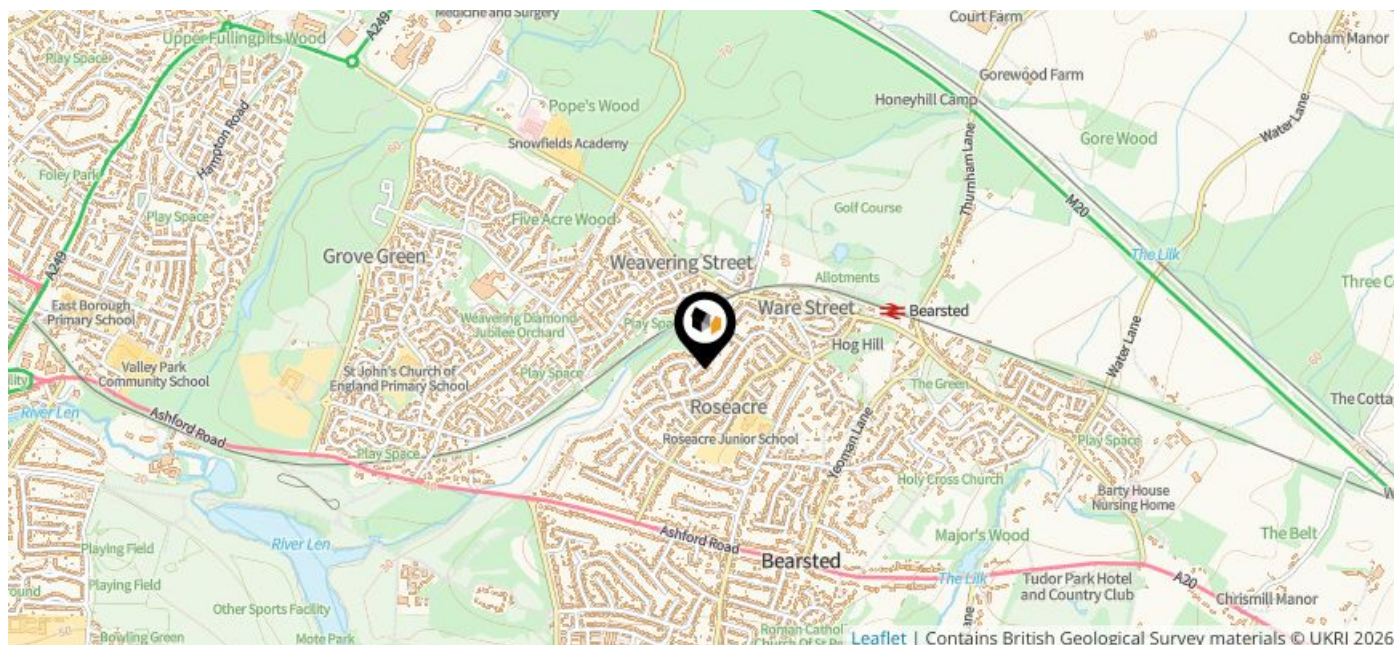 Medicine and Surgery
A249
Upper Fullingpits Wood
Court Farm
Cobham Manor
Play Space
Hampton Road
70
80
Gorewood Farm
Pope's Wood
Honeyhill Camp
Snowfields Academy
Gore Wood
Water Lane
Foley Park
60
Thurnham Lane
M20
Play Space
Five Acre Wood
Golf Course
Grove Green
Weavering Street
The Lilk
A249
Allotments
East Borough
Primary School
Weavering Diamond
Jubilee Orchard
Ware Street
Bearsted
Water Lane
Valley Park
Community School
St John's Church of
England Primary School
Play Space
Hog Hill
The Green
River Len
Ashford Road
Roseacre
Roseacre Junior School
Yeoman Lane
Play Space
Play Space
Holy Cross Church
Barty House
Nursing Home
Playing Field
River Len
Ashford Road
Major's Wood
The Belt
Bearsted
Playing Field
Other Sports Facility
The Lilk
Tudor Park Hotel
and Country Club
A20
Chrismill Manor
Bowling Green
Mote Park
Leaflet | Contains British Geological Survey materials © UKRI 2026